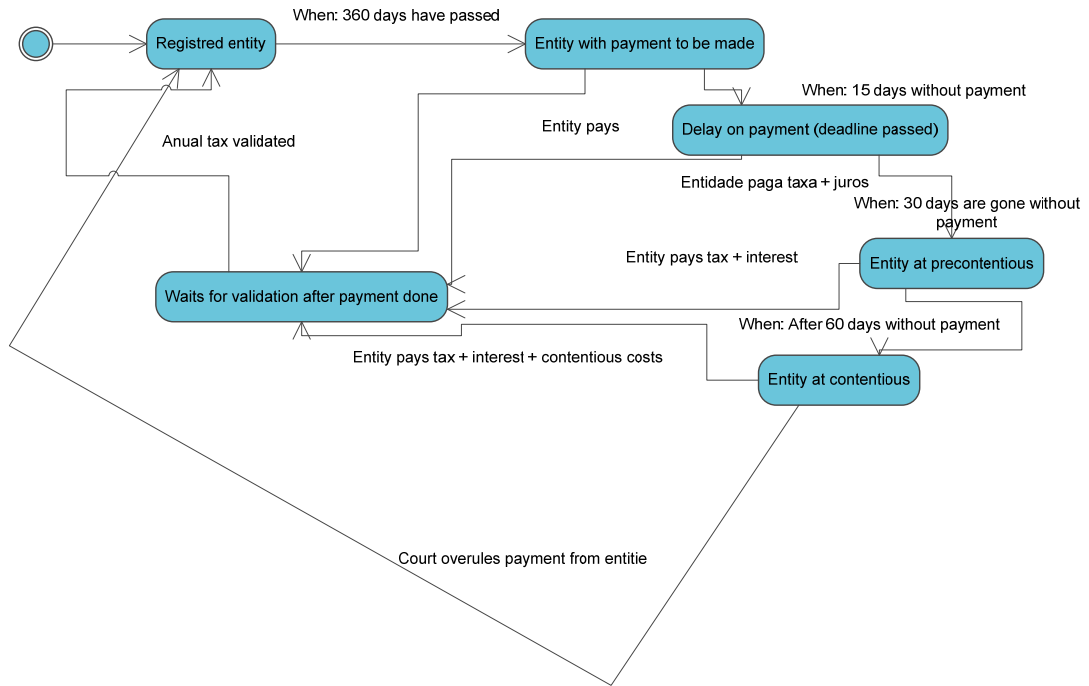 When: 360 days have passed
Registred entity
Entity with payment to be made
When: 15 days without payment
Entity pays
Delay on payment (deadline passed)
Anual tax validated
Entidade paga taxa + juros
When: 30 days are gone without
payment
Entity pays tax + interest
Entity at precontentious
Waits for validation after payment done
When: After 60 days without payment
Entity pays tax + interest + contentious costs
Entity at contentious
Court overules payment from entitie